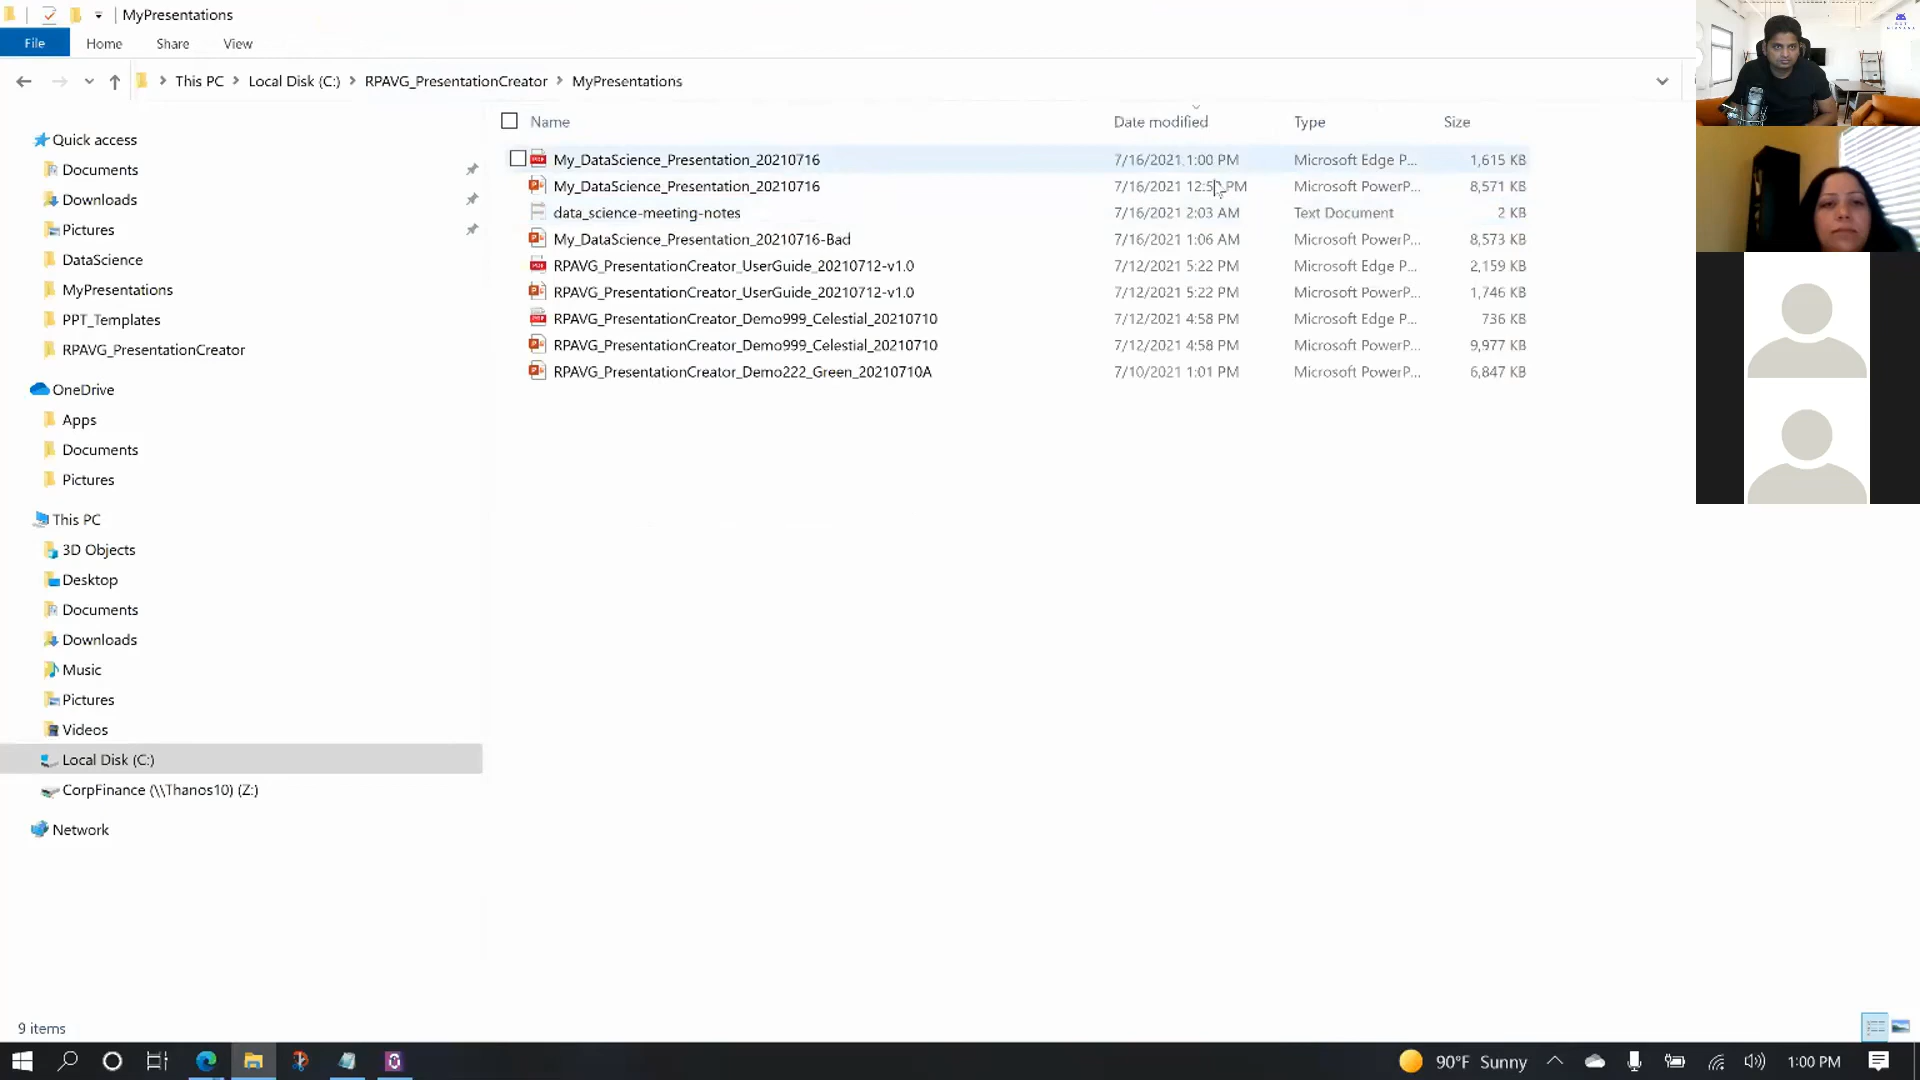 MyPresentations
File Home Share View
This PC Local Disk (C:) RPAVG_PresentationCreator MyPresentations
Name Date modified Type Size
My_DataScience_Presentation_20210716 7/16/2021 1:00 PM Microsoft Edge P... 1,615 KB
My_DataScience_Presentation_20210716 7/16/2021 PM Microsoft PowerP... 8,571 KB
data_science-meeting-notes 7/16/2021 2:03 AM Text Document 2 KB
My_DataScience_Presentation_20210716-Bad 7/16/2021 1:06 AM Microsoft PowerP... 8,573 KB
RPAVG_PresentationCreator_UserGuide_20210712-v1.0 7/12/2021 5:22 PM Microsoft Edge P... 2,159 KB
RPAVG_PresentationCreator_UserGuide_20210712-v1.0 7/12/2021 5:22 PM Microsoft PowerP... 1,746 KB
RPAVG_PresentationCreator_Demo999_Celestial_20210710 7/12/2021 4:58 PM Microsoft Edge P... 736 KB
RPAVG_PresentationCreator_Demo999_Celestial_20210710 7/12/2021 4:58 PM Microsoft PowerP... 9,977 KB
RPAVG_PresentationCreator_Demo222_Green_20210710A 7/10/2021 1:01 PM Microsoft PowerP... 6,847 KB
Quick access
Documents
Downloads
Pictures
DataScience
MyPresentations
PPT_Templates
RPAVG_PresentationCreator
OneDrive
Apps
Documents
Pictures
This PC
3D Objects
Desktop
Documents
Downloads
Music
Pictures
Videos
Local Disk (C:)
CorpFinance (\\Thanos10) (Z:)
Network
9 items
90°F Sunny 1:00 PM